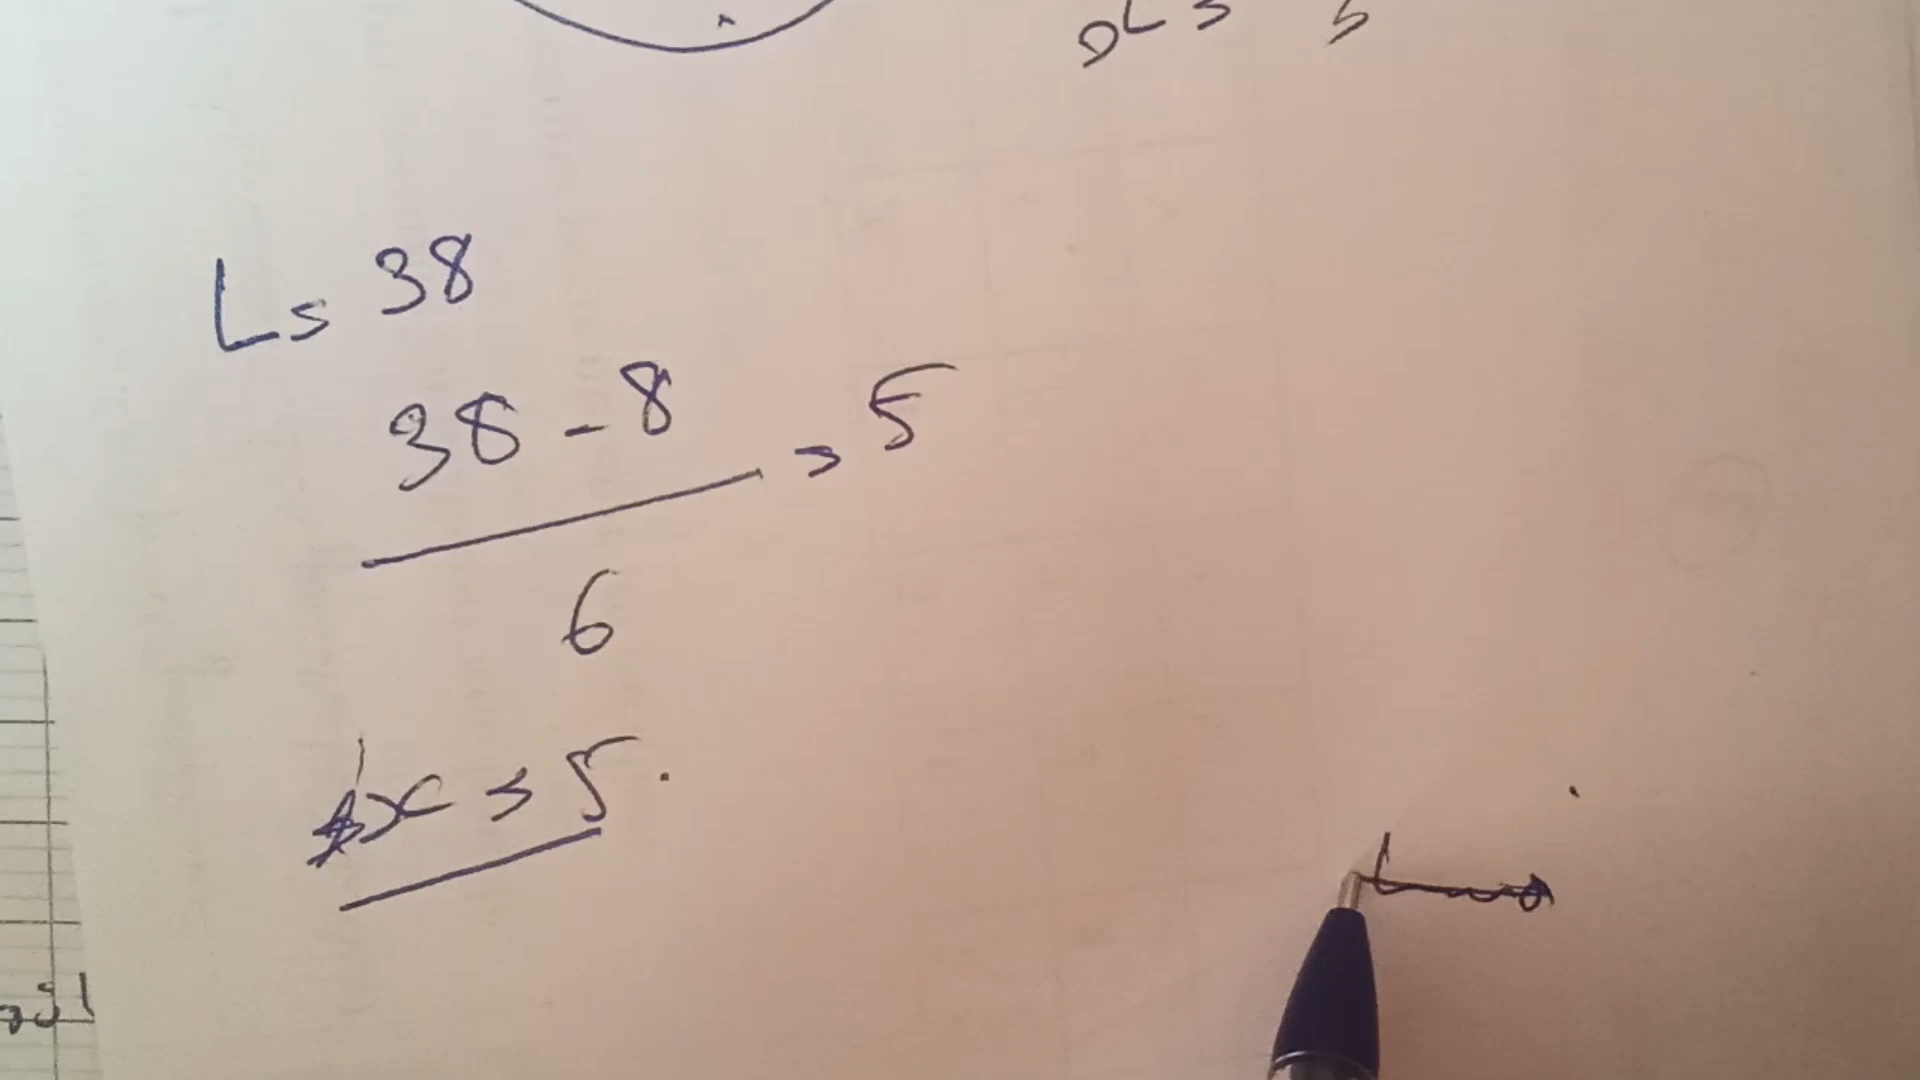 L = 38
38 - 8 = 5
6
x = 5